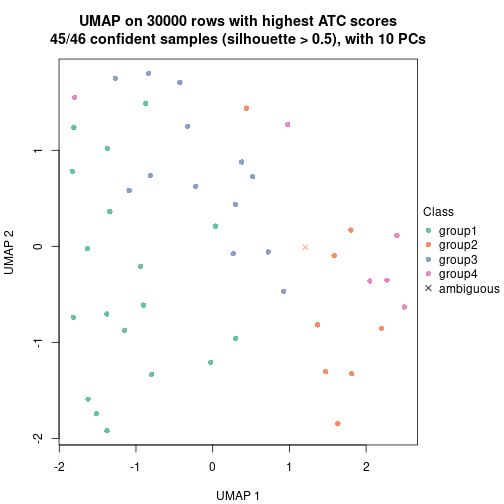 UMAP on 30000 rows with highest ATC scores
45/46 confident samples (silhouette > 0.5), with 10 PCs
UMAP 2
1
0
-1
-2
-2
-1
0
1
2
UMAP 1
Class
group1
group2
group3
group4
ambiguous